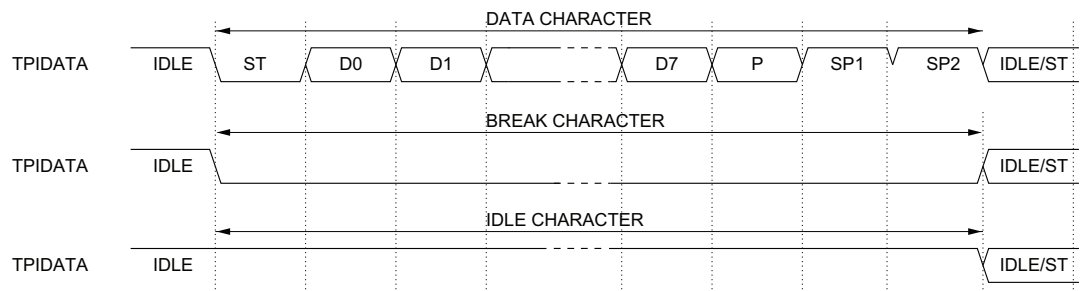 DATA CHARACTER
TPIDATA IDLE ST D0 D1 D7 P SP1 SP2 IDLE/ST
BREAK CHARACTER
TPIDATA IDLE IDLE/ST
IDLE CHARACTER
TPIDATA IDLE IDLE/ST